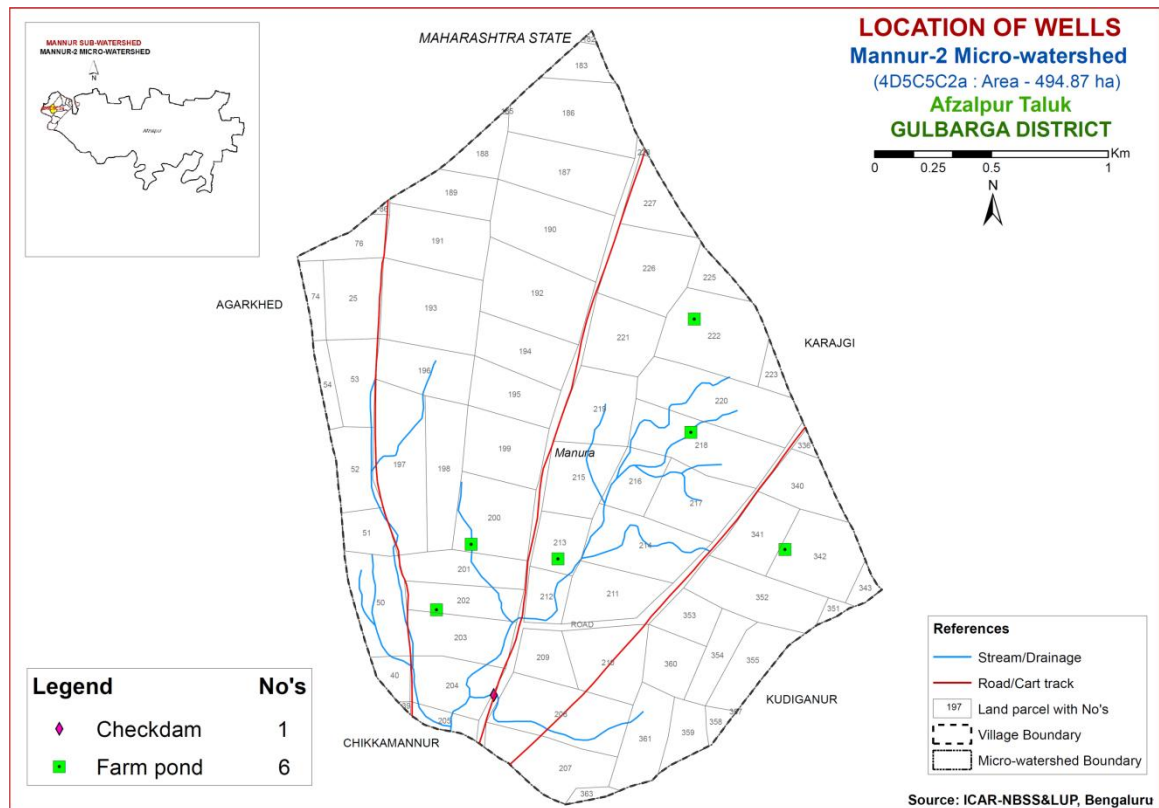 MANNUR SUB-WATERSHED
MANNUR-2 MICRO-WATERSHED
N
Afzalpur
LOCATION OF WELLS
Mannur-2 Micro-watershed
(4D5C5C2a : Area - 494.87 ha)
Afzalpur Taluk
GULBARGA DISTRICT
Km
0 0.25 0.5 1
N
MAHARASHTRA STATE
183
186
188
187
189
227
76
191
190
226
225
AGARKHED
74
25
193
192
221
222
KARAJGI
194
223
54
53
196
195
219
220
218
336
199
Manura
52
197
198
215
216
340
217
200
51
213
214
341
342
201
50
202
212
211
352
343
351
203
ROAD
353
209
210
360
354
355
40
204
KUDIGANUR
39
205
206
358
CHIKKAMANNUR
361
359
207
363
Legend No's
Checkdam 1
Farm pond 6
References
Stream/Drainage
Road/Cart track
197 Land parcel with No's
Village Boundary
Micro-watershed Boundary
Source: ICAR-NBSS&LUP, Bengaluru